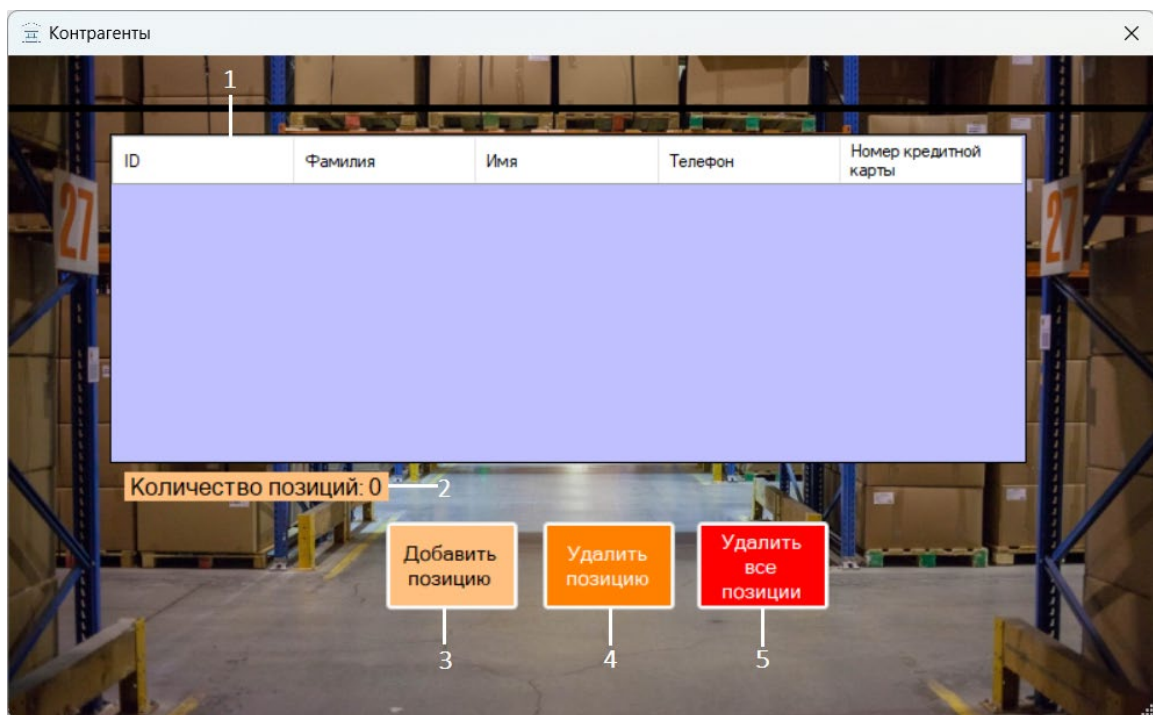 Контрагенты
1
ID Фамилия Имя Телефон Номер кредитной
карты
27 27
Количество позиций: 0 2
Добавить
позицию
Удалить
позицию
Удалить
все
позиции
3 4 5